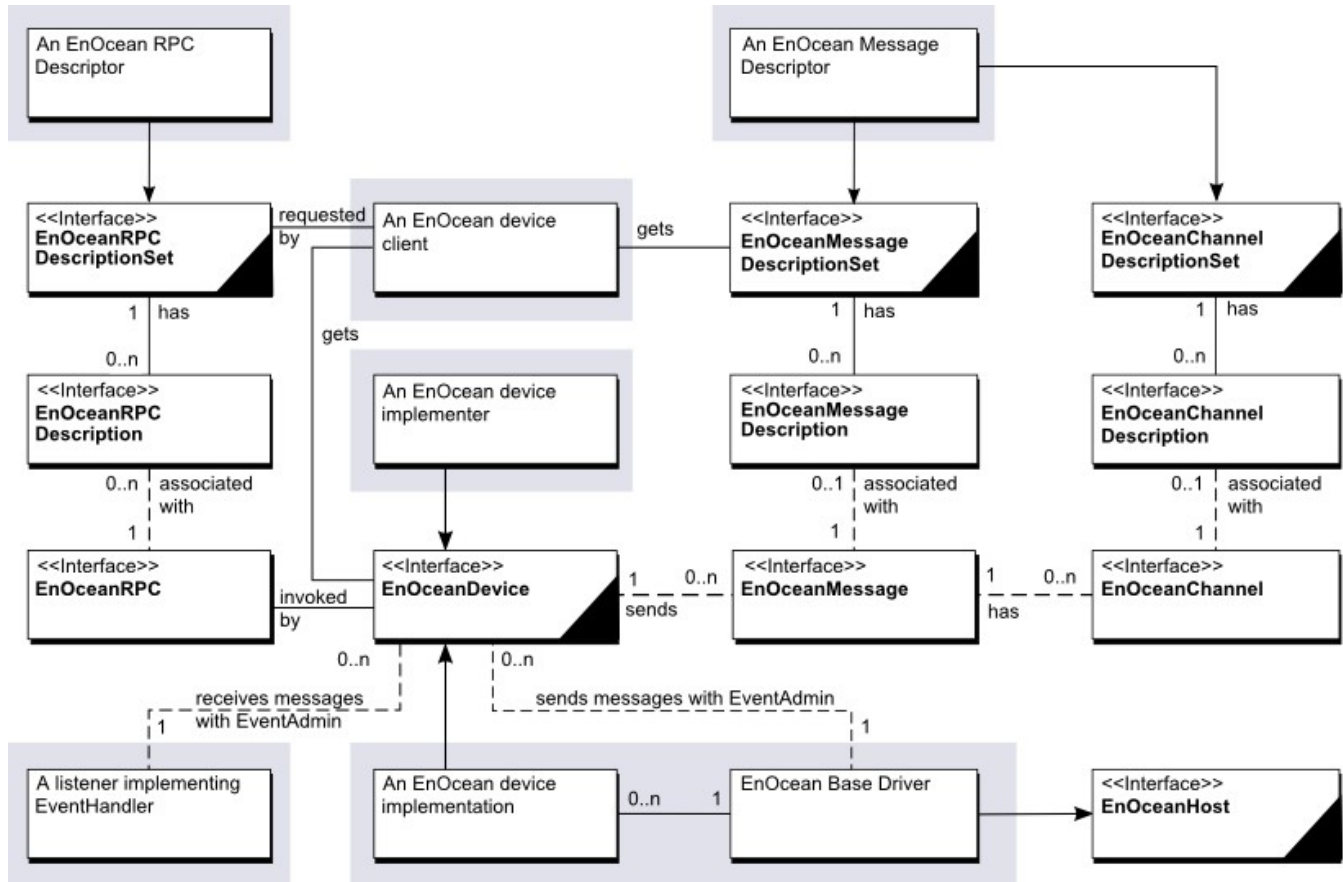 An EnOcean RPC
Descriptor
An EnOcean Message
Descriptor
<<Interface>>
EnOceanRPC
DescriptionSet
requested
by
An EnOcean device
client
gets
<<Interface>>
EnOceanMessage
DescriptionSet
<<Interface>>
EnOceanChannel
DescriptionSet
1
has
0..n
gets
1
has
0..n
1
has
0..n
<<Interface>>
EnOceanRPC
Description
An EnOcean device
implementer
<<Interface>>
EnOceanMessage
Description
<<Interface>>
EnOceanChannel
Description
0..n
associated
with
1
0..1
associated
with
1
0..1
associated
with
1
<<Interface>>
EnOceanRPC
invoked
by
<<Interface>>
EnOceanDevice
1
0..n
sends
<<Interface>>
EnOceanMessage
1
0..n
has
<<Interface>>
EnOceanChannel
0..n
0..n
receives messages
with EventAdmin
1
sends messages with EventAdmin
1
A listener implementing
EventHandler
An EnOcean device
implementation
0..n
1
EnOcean Base Driver
<<Interface>>
EnOceanHost